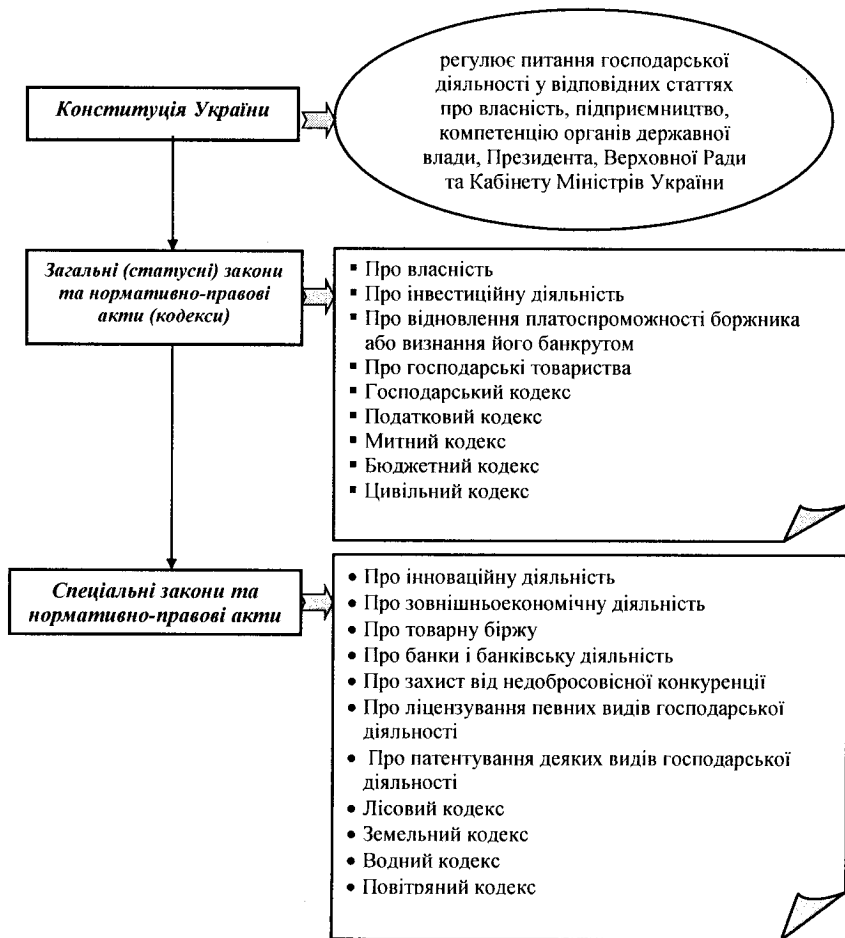 Конституція України
регулює питання господарської
діяльності у відповідних статтях
про власність, підприємництво,
компетенцію органів державної
влади, Президента, Верховної Ради
та Кабінету Міністрів України
Загальні (статусні) закони
та нормативно-правові
акти (кодекси)
▪ Про власність
▪ Про інвестиційну діяльність
▪ Про відновлення платоспроможності боржника
або визнання його банкрутом
▪ Про господарські товариства
▪ Господарський кодекс
▪ Податковий кодекс
▪ Митний кодекс
▪ Бюджетний кодекс
▪ Цивільний кодекс
Спеціальні закони та
нормативно-правові акти
• Про інноваційну діяльність
• Про зовнішньоекономічну діяльність
• Про товарну біржу
• Про банки і банківську діяльність
• Про захист від недобросовісної конкуренції
• Про ліцензування певних видів господарської
діяльності
• Про патентування деяких видів господарської
діяльності
• Лісовий кодекс
• Земельний кодекс
• Водний кодекс
• Повітряний кодекс